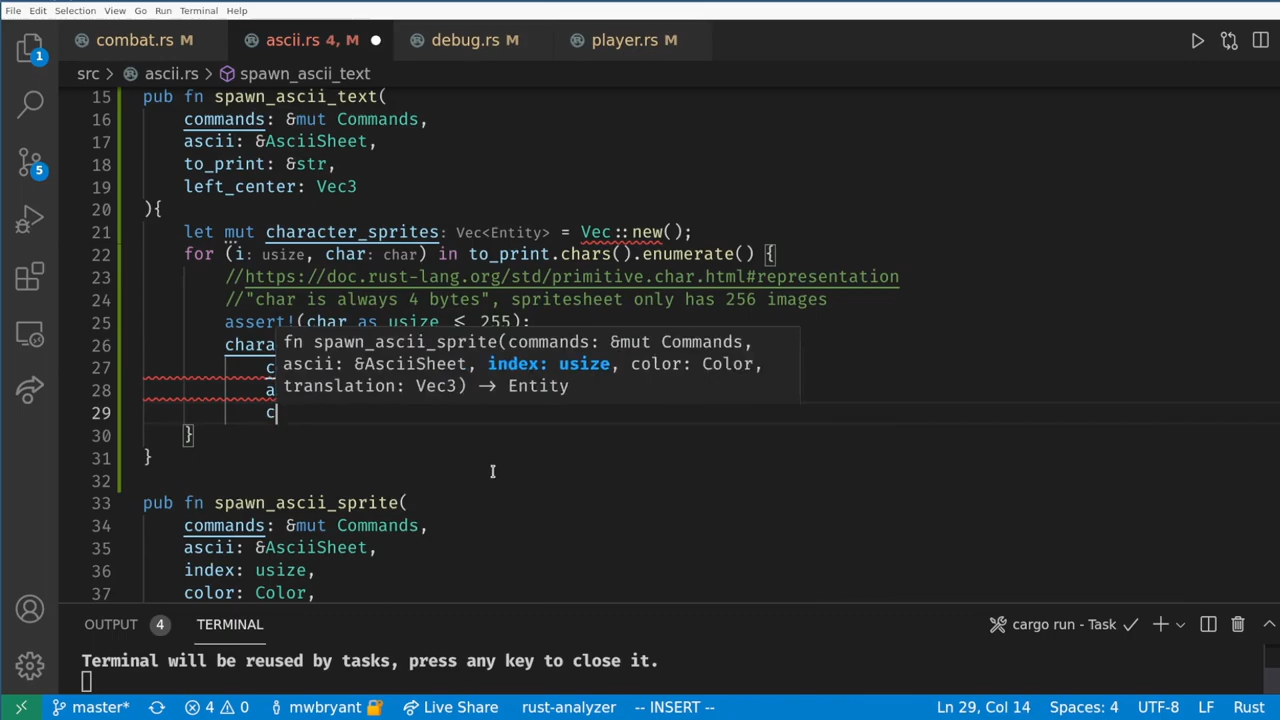 File Edit Selection View Go Run Terminal Help
combat.rs M ascii.rs 4, M debug.rs M player.rs M
src > ascii.rs > spawn_ascii_text
15 pub fn spawn_ascii_text(
16 commands: &mut Commands,
17 ascii: &AsciiSheet,
18 to_print: &str,
19 left_center: Vec3
20 ){
21 let mut character_sprites: Vec<Entity> = Vec::new();
22 for (i: usize, char: char) in to_print.chars().enumerate() {
23 //https://doc.rust-lang.org/std/primitive.char.html#representation
24 //"char is always 4 bytes", spritesheet only has 256 images
25 assert!(char as usize <= 255);
26 chara
27 c
28 a
29 c
fn spawn_ascii_sprite(commands: &mut Commands,
ascii: &AsciiSheet, index: usize, color: Color,
translation: Vec3) -> Entity
30 }
31 }
32
33 pub fn spawn_ascii_sprite(
34 commands: &mut Commands,
35 ascii: &AsciiSheet,
36 index: usize,
37 color: Color,
1
5
OUTPUT 4 TERMINAL cargo run - Task
Terminal will be reused by tasks, press any key to close it.
master* 4 0 mwbryant Live Share rust-analyzer -- INSERT -- Ln 29, Col 14 Spaces: 4 UTF-8 LF Rust